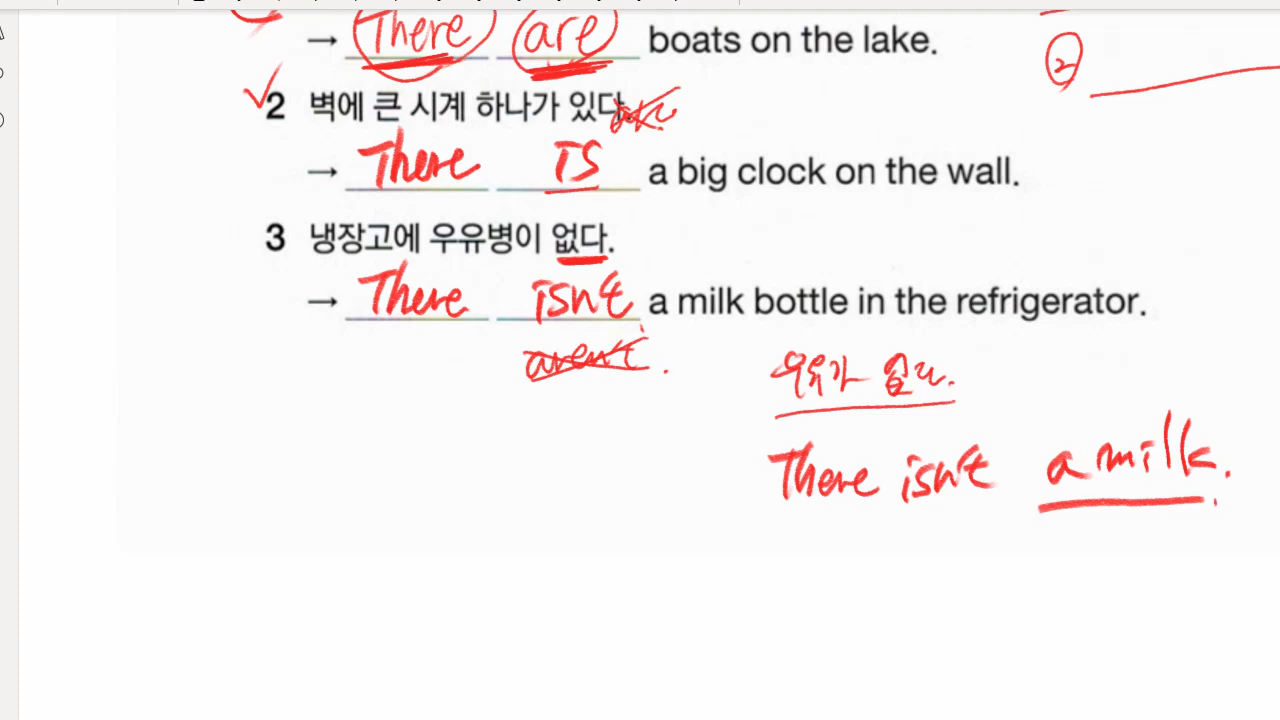 → There are boats on the lake.
②
2 벽에 큰 시계 하나가 있다.
→ There is a big clock on the wall.
3 냉장고에 우유병이 없다.
→ There isn't a milk bottle in the refrigerator.
aren't.
우유가 없다.
There isn't a milk.